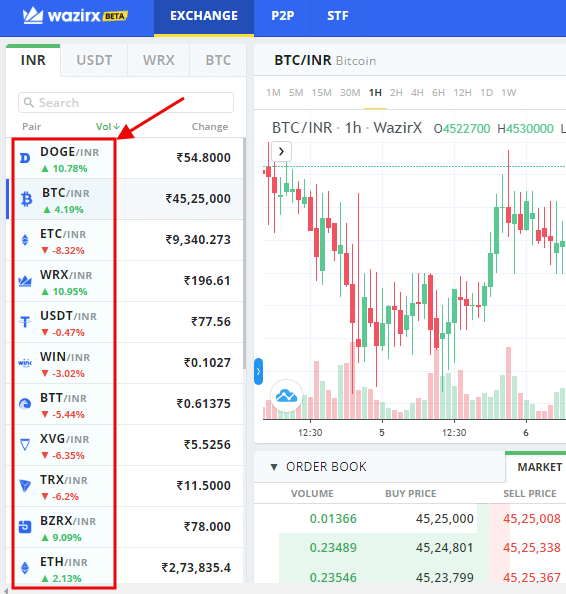 wazirx BETA
EXCHANGE P2P STF
INR USDT WRX BTC
Search
Pair Vol↓ Change
DOGE/INR ₹54.8000
▲ 10.78%
BTC/INR ₹45,25,000
▲ 4.19%
ETC/INR ₹9,340.273
▼ -8.32%
WRX/INR ₹196.61
▲ 10.95%
USDT/INR ₹77.56
▼ -0.47%
WIN/INR ₹0.1027
▼ -3.02%
BTT/INR ₹0.61375
▼ -5.44%
XVG/INR ₹5.5256
▼ -6.35%
TRX/INR ₹11.5000
▼ -6.2%
BZRX/INR ₹78.000
▲ 9.09%
ETH/INR ₹2,73,835.4
▲ 2.13%
BTC/INR Bitcoin
1M 5M 15M 30M 1H 2H 4H 6H 12H 1D 1W
BTC/INR · 1h · WazirX O4522700 H4530000
12:30 5 12:30 6
▼ ORDER BOOK MARKET
VOLUME BUY PRICE SELL PRICE
0.01366 45,25,000 45,25,008
0.23489 45,24,801 45,25,338
0.23546 45,23,799 45,25,367